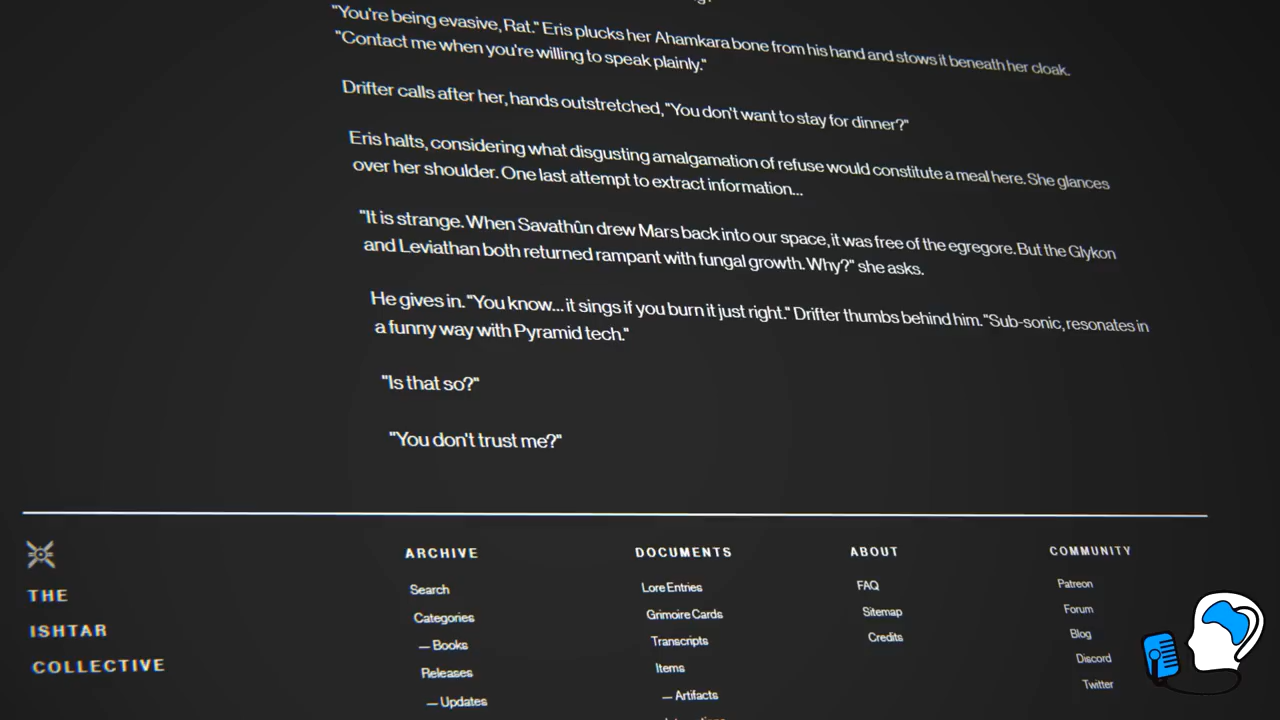 "You're being evasive, Rat." Eris plucks her Ahamkara bone from his hand and stows it beneath her cloak.
"Contact me when you're willing to speak plainly."
Drifter calls after her, hands outstretched, "You don't want to stay for dinner?"
Eris halts, considering what disgusting amalgamation of refuse would constitute a meal here. She glances
over her shoulder. One last attempt to extract information...
"It is strange. When Savathûn drew Mars back into our space, it was free of the egregore. But the Glykon
and Leviathan both returned rampant with fungal growth. Why?" she asks.
He gives in. "You know... it sings if you burn it just right." Drifter thumbs behind him. "Sub-sonic, resonates in
a funny way with Pyramid tech."
"Is that so?"
"You don't trust me?"
THE
ISHTAR
COLLECTIVE
ARCHIVE
Search
Categories
— Books
Releases
— Updates
DOCUMENTS
Lore Entries
Grimoire Cards
Transcripts
Items
— Artifacts
ABOUT
FAQ
Sitemap
Credits
COMMUNITY
Patreon
Forum
Blog
Discord
Twitter